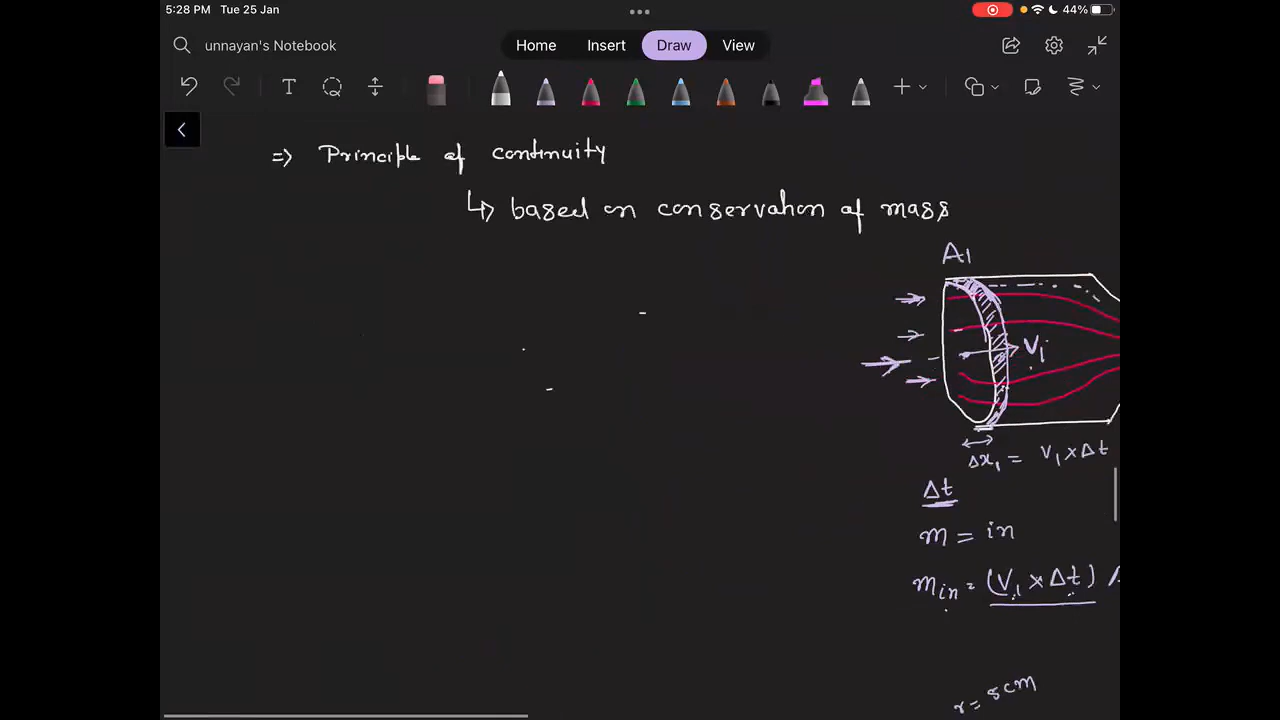 5:28 PM Tue 25 Jan
44%
unnayan's Notebook
Home Insert Draw View
T
=> Principle of continuity
↳ based on conservation of mass
A1
V1
Δx1 = V1 x Δt
Δt
m = in
min = (V1 x Δt)
r = 8cm